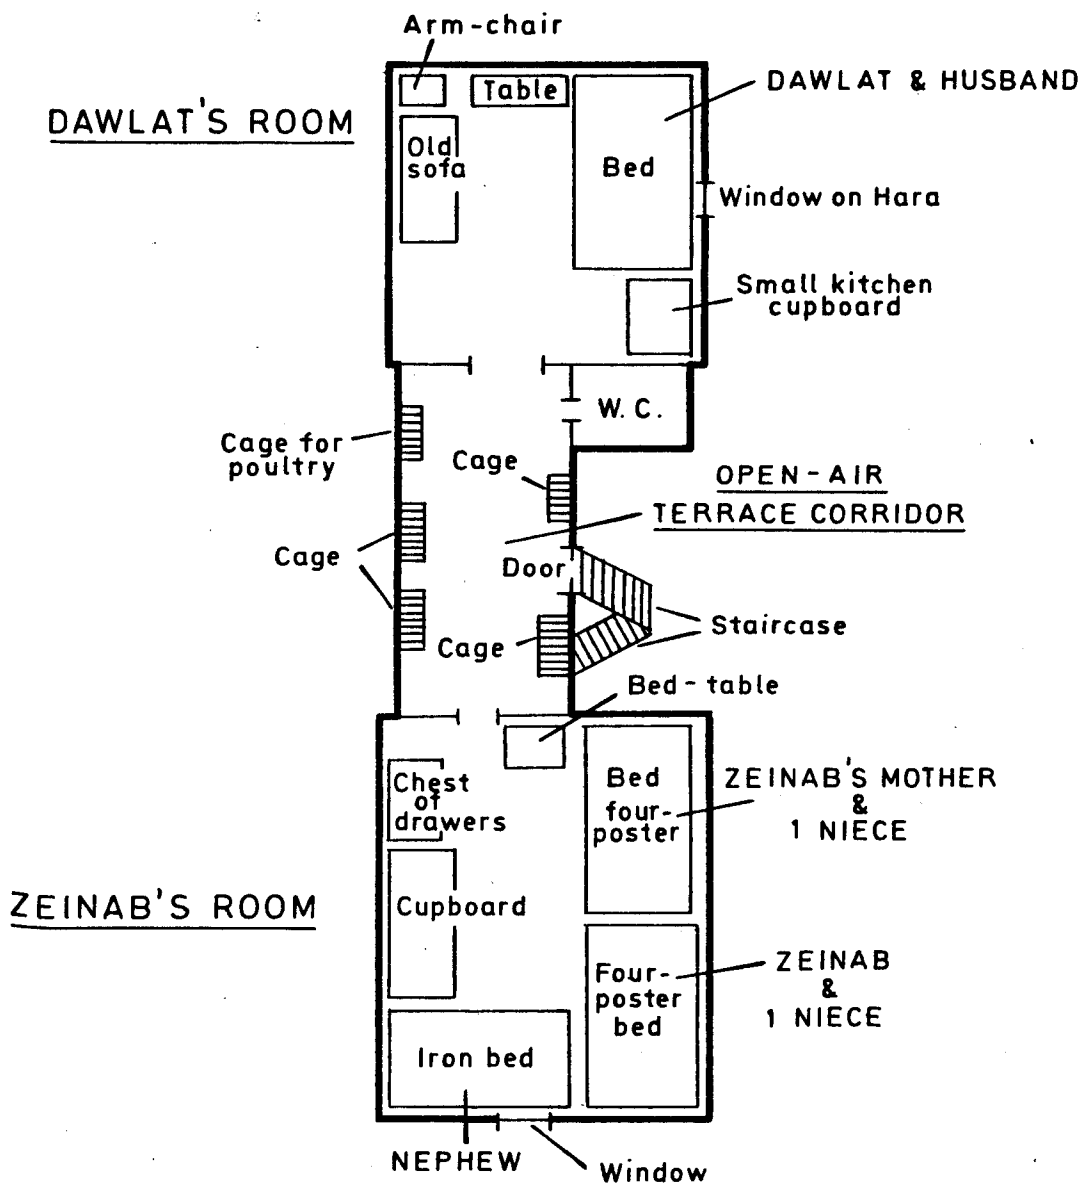 Arm-chair
Table
DAWLAT & HUSBAND
DAWLAT'S ROOM
Old
sofa
Bed
Window on Hara
Small kitchen
cupboard
W.C.
Cage for
poultry
Cage
OPEN-AIR
TERRACE CORRIDOR
Cage
Door
Staircase
Cage
Bed-table
Chest
of
drawers
Bed
four-
poster
ZEINAB'S MOTHER
&
1 NIECE
ZEINAB'S ROOM
Cupboard
Four-
poster
bed
ZEINAB
&
1 NIECE
Iron bed
NEPHEW
Window